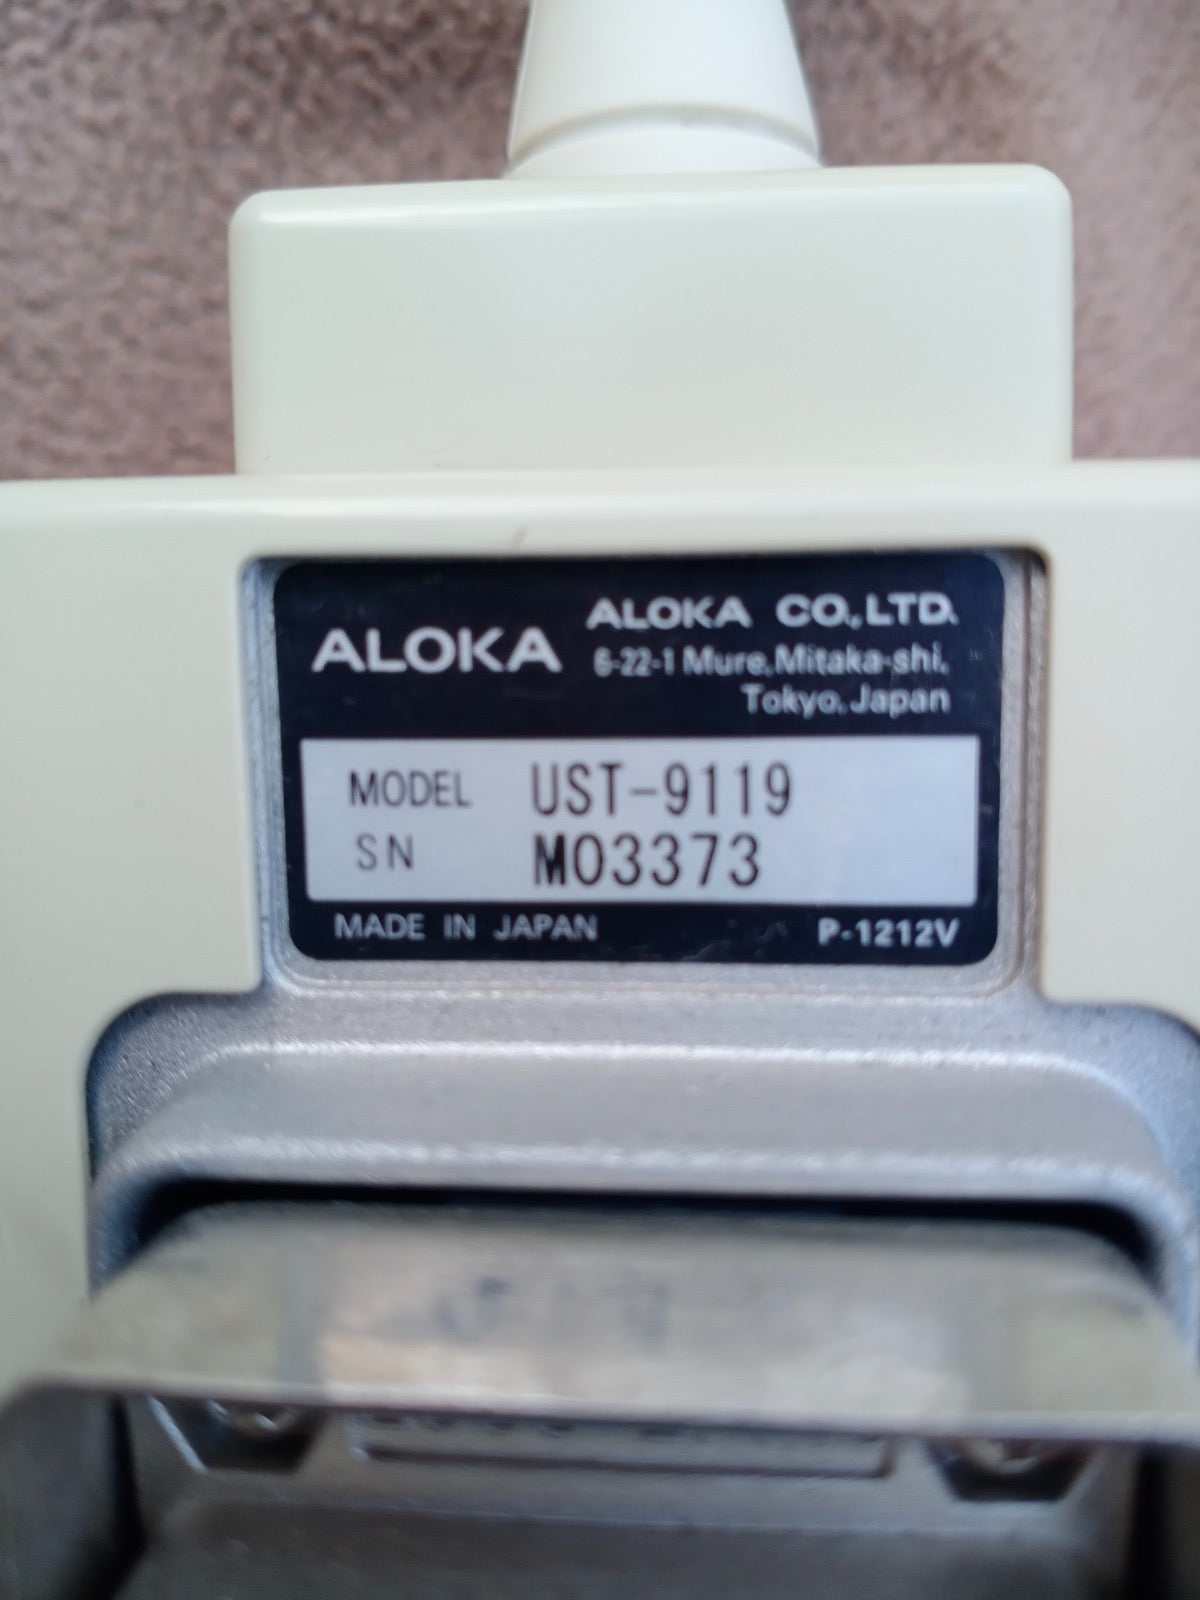 ALOKA
ALOKA CO.,LTD.
6-22-1 Mure, Mitaka-shi,
Tokyo, Japan
MODEL UST-9119
SN M03373
MADE IN JAPAN P-1212V